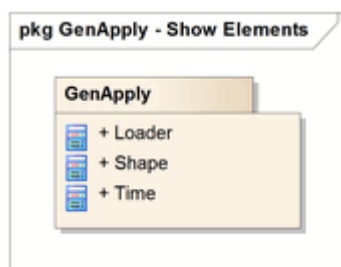 pkg GenApply - Show Elements
GenApply
+ Loader
+ Shape
+ Time